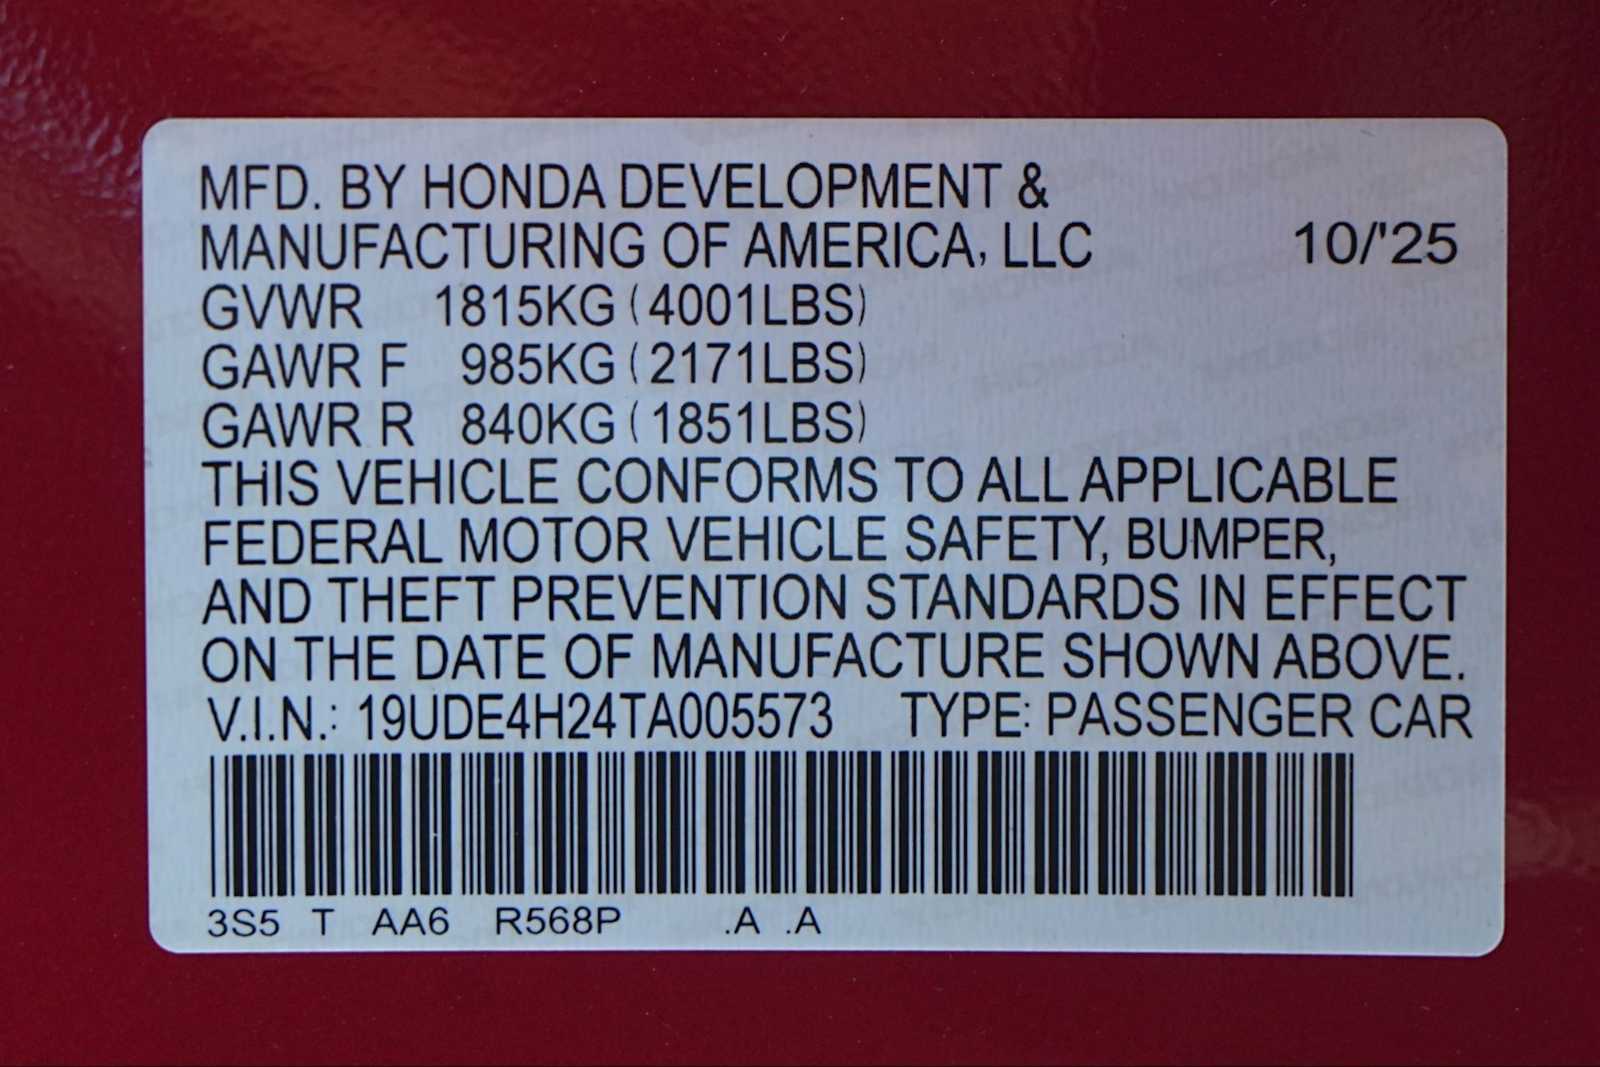 MFD. BY HONDA DEVELOPMENT &
MANUFACTURING OF AMERICA, LLC 10/'25
GVWR 1815KG (4001LBS)
GAWR F 985KG (2171LBS)
GAWR R 840KG (1851LBS)
THIS VEHICLE CONFORMS TO ALL APPLICABLE
FEDERAL MOTOR VEHICLE SAFETY, BUMPER,
AND THEFT PREVENTION STANDARDS IN EFFECT
ON THE DATE OF MANUFACTURE SHOWN ABOVE.
V.I.N.: 19UDE4H24TA005573 TYPE: PASSENGER CAR
3S5 T AA6 R568P .A .A